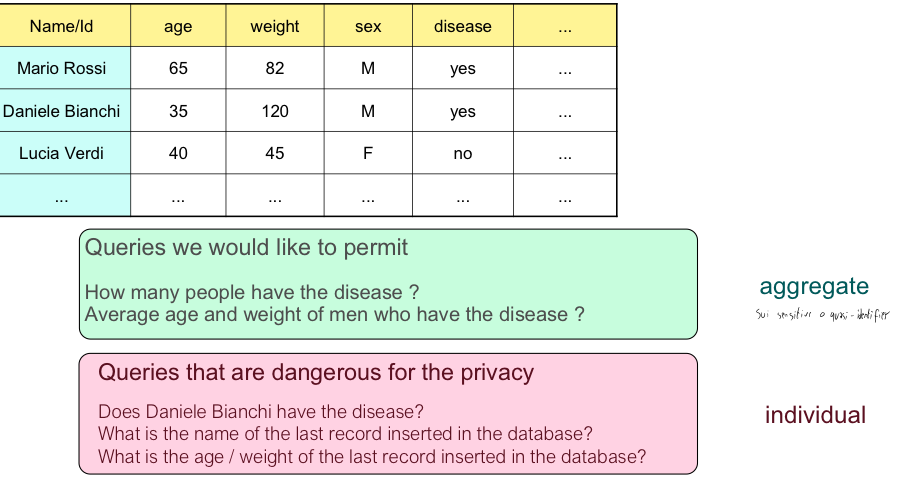 Name/Id age weight sex disease ...
Mario Rossi 65 82 M yes ...
Daniele Bianchi 35 120 M yes ...
Lucia Verdi 40 45 F no ...
... ... ... ... ... ...
Queries we would like to permit
How many people have the disease ?
Average age and weight of men who have the disease ?
aggregate
sui sensitive o quasi-identifier
Queries that are dangerous for the privacy
Does Daniele Bianchi have the disease?
What is the name of the last record inserted in the database?
What is the age / weight of the last record inserted in the database?
individual